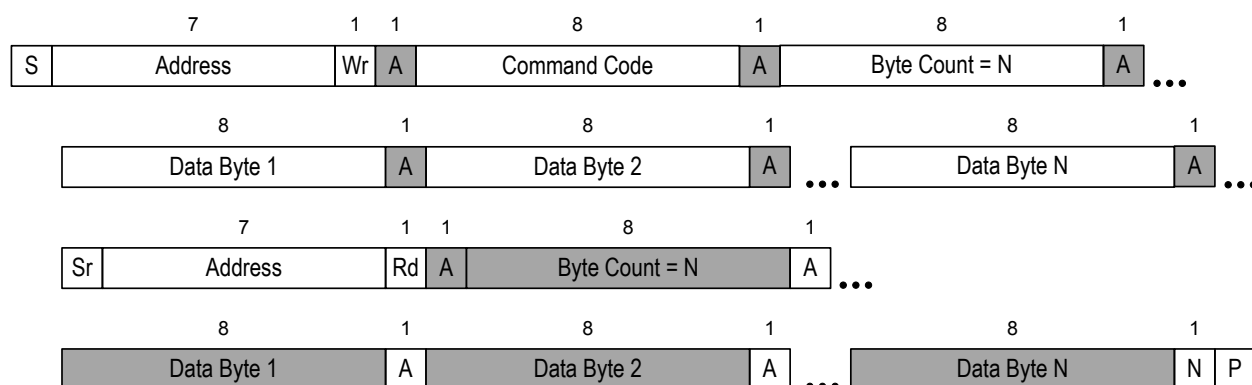 7 1 1 8 1 8 1
S Address Wr A Command Code A Byte Count = N A ...
8 1 8 1 8 1
Data Byte 1 A Data Byte 2 A ... Data Byte N A ...
7 1 1 8 1
Sr Address Rd A Byte Count = N A ...
8 1 8 1 8 1
Data Byte 1 A Data Byte 2 A ... Data Byte N N P